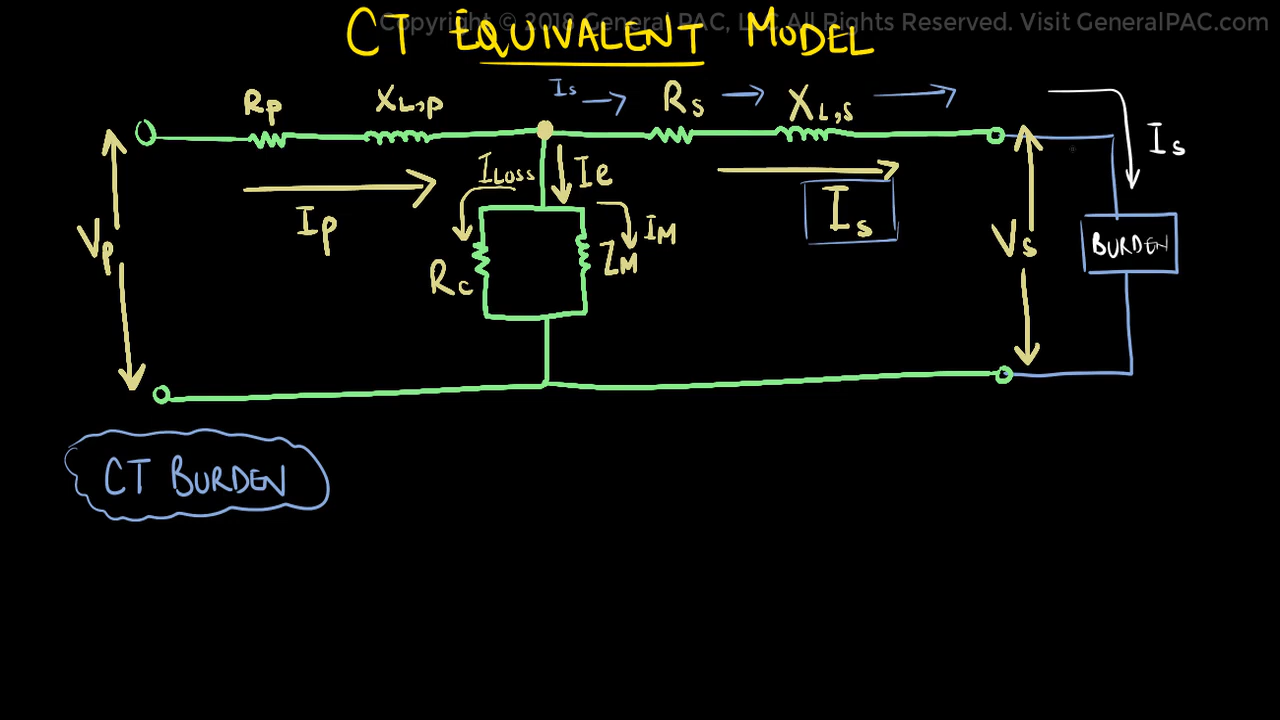 Copyright © 2018 General PAC, LLC All Rights Reserved. Visit GeneralPAC.com
CT EQUIVALENT MODEL
Rp XL,p Is Rs XL,s
Is
ILoss Ie
Ip Is
IM
Vp Vs BURDEN
Rc ZM
CT BURDEN